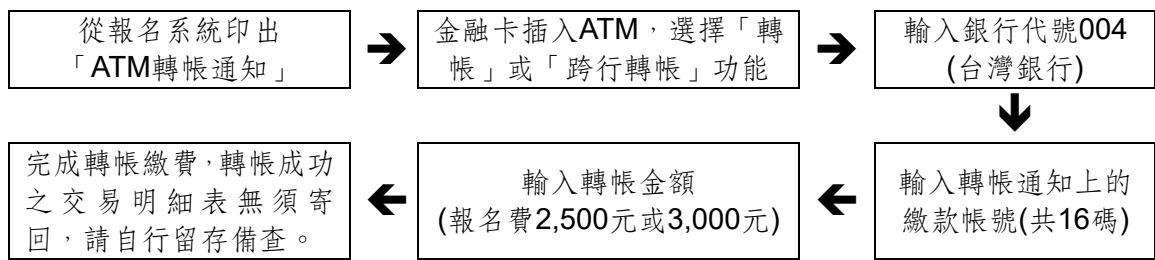 從報名系統印出
「ATM轉帳通知」
金融卡插入ATM，選擇「轉
帳」或「跨行轉帳」功能
輸入銀行代號004
(台灣銀行)
輸入轉帳通知上的
繳款帳號(共16碼)
輸入轉帳金額
(報名費2,500元或3,000元)
完成轉帳繳費，轉帳成功
之交易明細表無須寄
回，請自行留存備查。